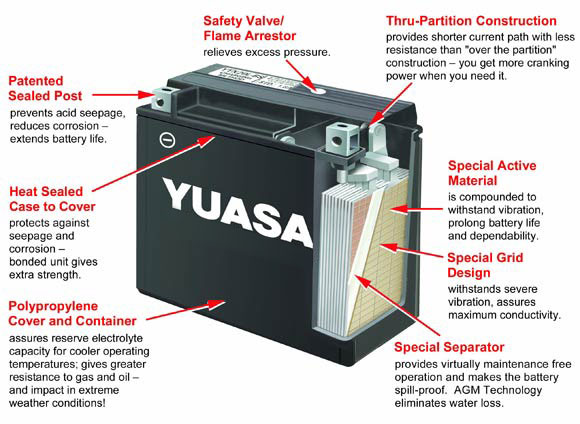 Safety Valve/
Flame Arrestor
relieves excess pressure.
Thru-Partition Construction
provides shorter current path with less
resistance than "over the partition"
construction – you get more cranking
power when you need it.
Patented
Sealed Post
prevents acid seepage,
reduces corrosion –
extends battery life.
Heat Sealed
Case to Cover
protects against
seepage and
corrosion –
bonded unit gives
extra strength.
Polypropylene
Cover and Container
assures reserve electrolyte
capacity for cooler operating
temperatures; gives greater
resistance to gas and oil –
and impact in extreme
weather conditions!
YUASA
Special Active
Material
is compounded to
withstand vibration,
prolong battery life
and dependability.
Special Grid
Design
withstands severe
vibration, assures
maximum conductivity.
Special Separator
provides virtually maintenance free
operation and makes the battery
spill-proof.  AGM Technology
eliminates water loss.